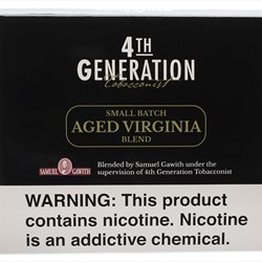 4TH
GENERATION
Tobacconist
SMALL BATCH
AGED VIRGINIA
BLEND
SAMUEL GAWITH
Blended by Samuel Gawith under the
supervision of 4th Generation Tobacconist
WARNING: This product
contains nicotine. Nicotine
is an addictive chemical.